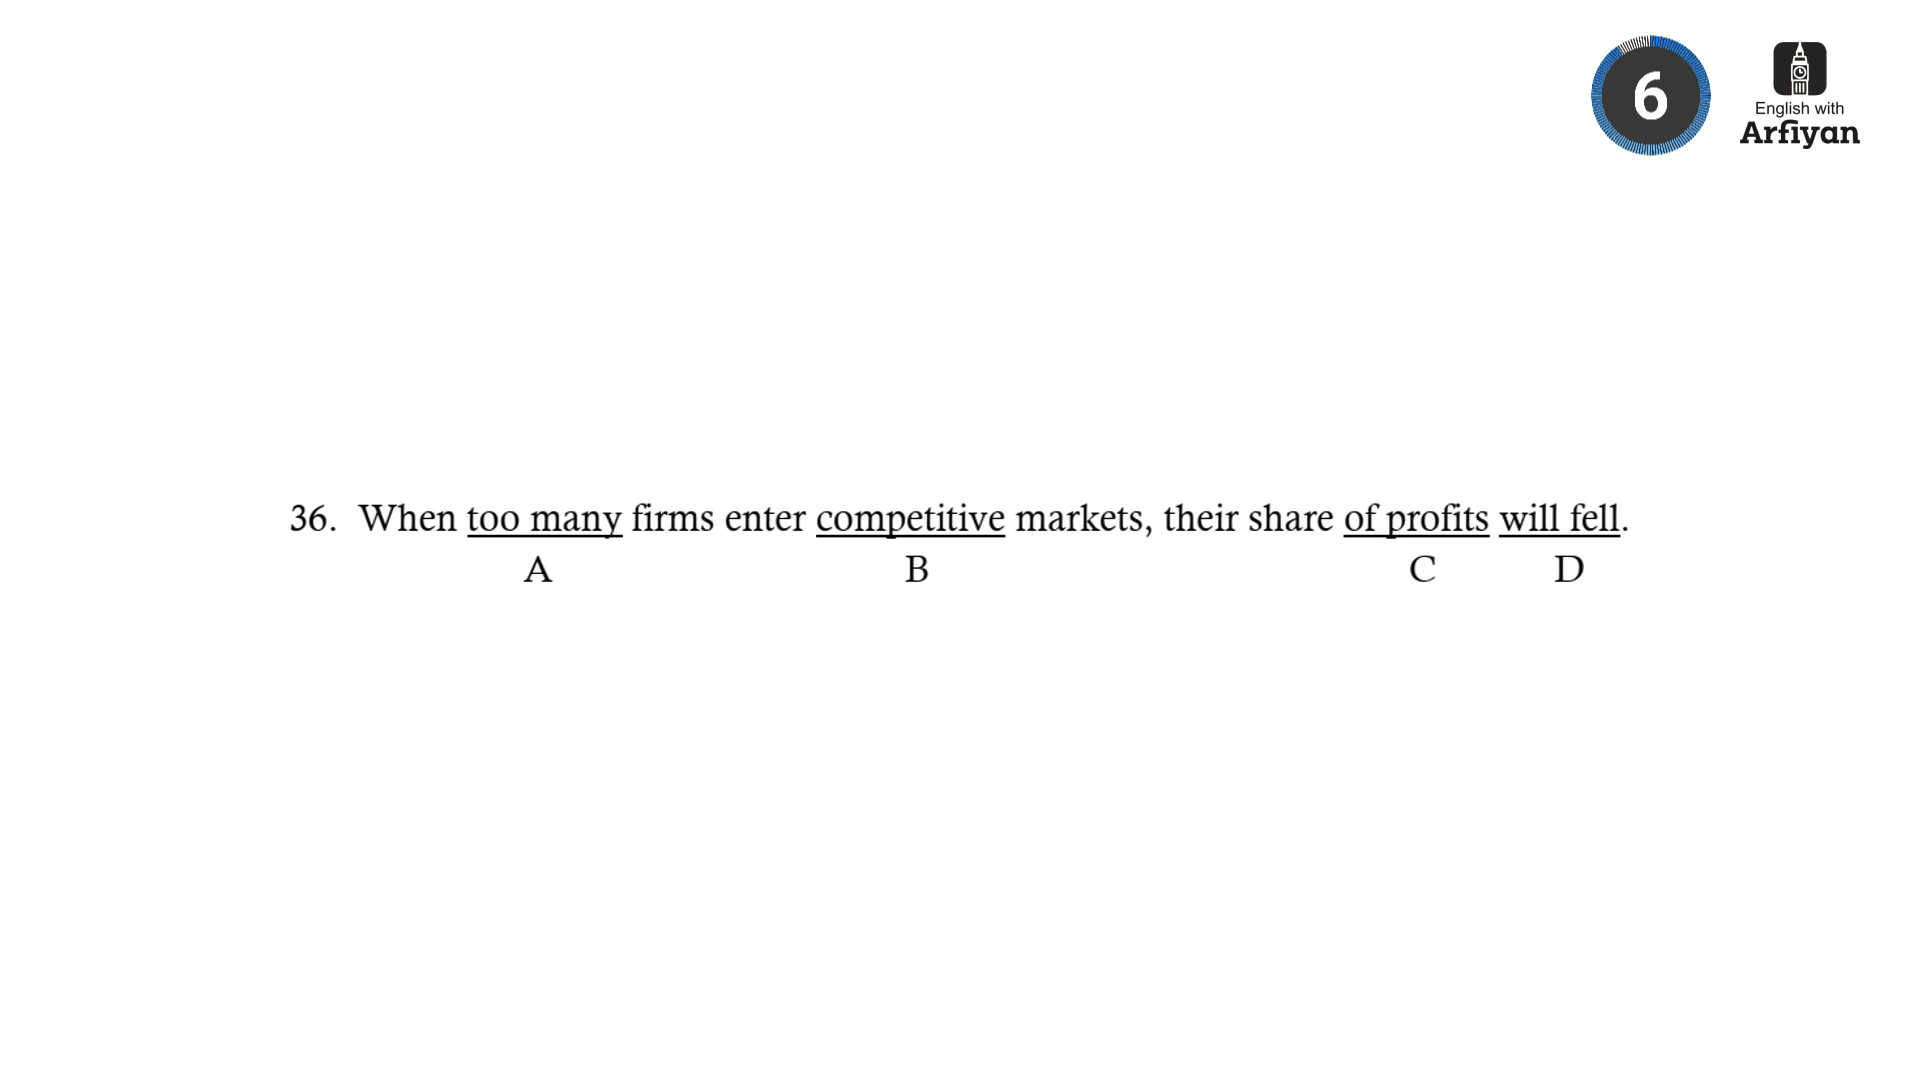 6
English with
Arfiyan
36. When too many firms enter competitive markets, their share of profits will fell.
A B C D